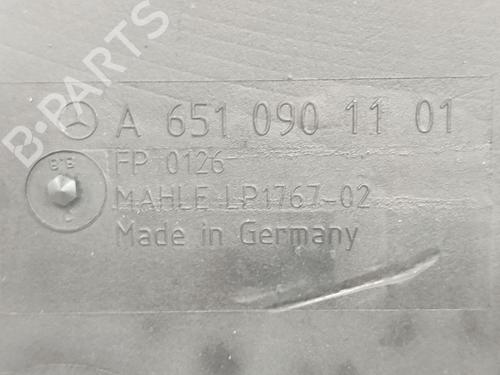 B-PARTS
A 651 090 11 01
FP 0126
MAHLE LP1767-02
Made in Germany